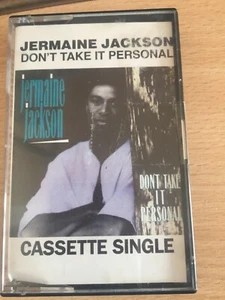 JERMAINE JACKSON
DON'T TAKE IT PERSONAL
jermaine
jackson
DON'T TAKE
IT
PERSONAL
CASSETTE SINGLE